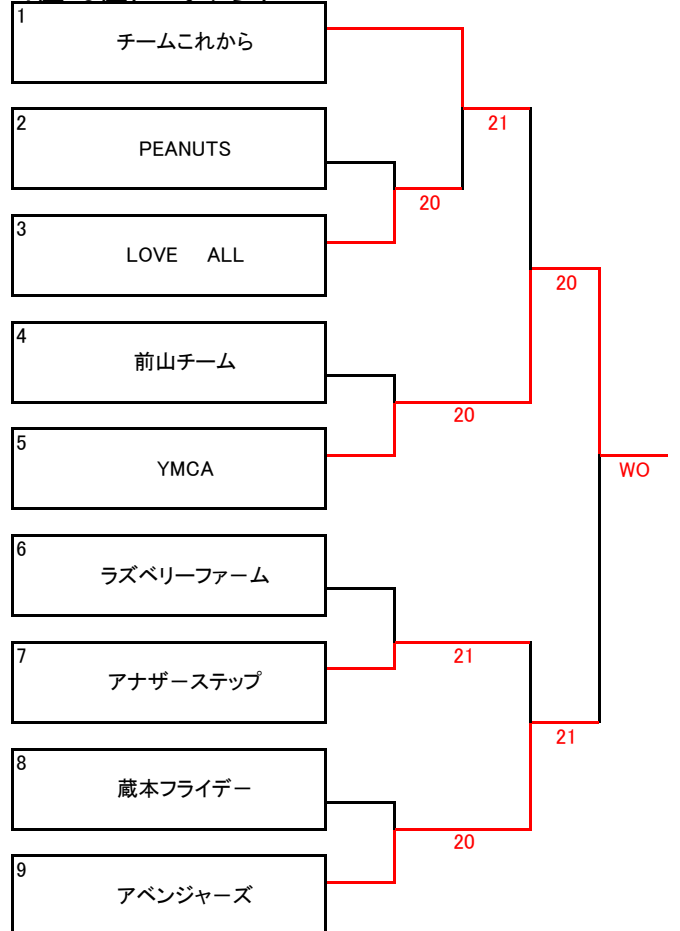 1
チームこれから
21
2
PEANUTS
20
3
LOVE ALL
20
4
前山チーム
20
5
YMCA
WO
6
ラズベリーファーム
21
7
アナザーステップ
21
8
蔵本フライデー
20
9
アベンジャーズ